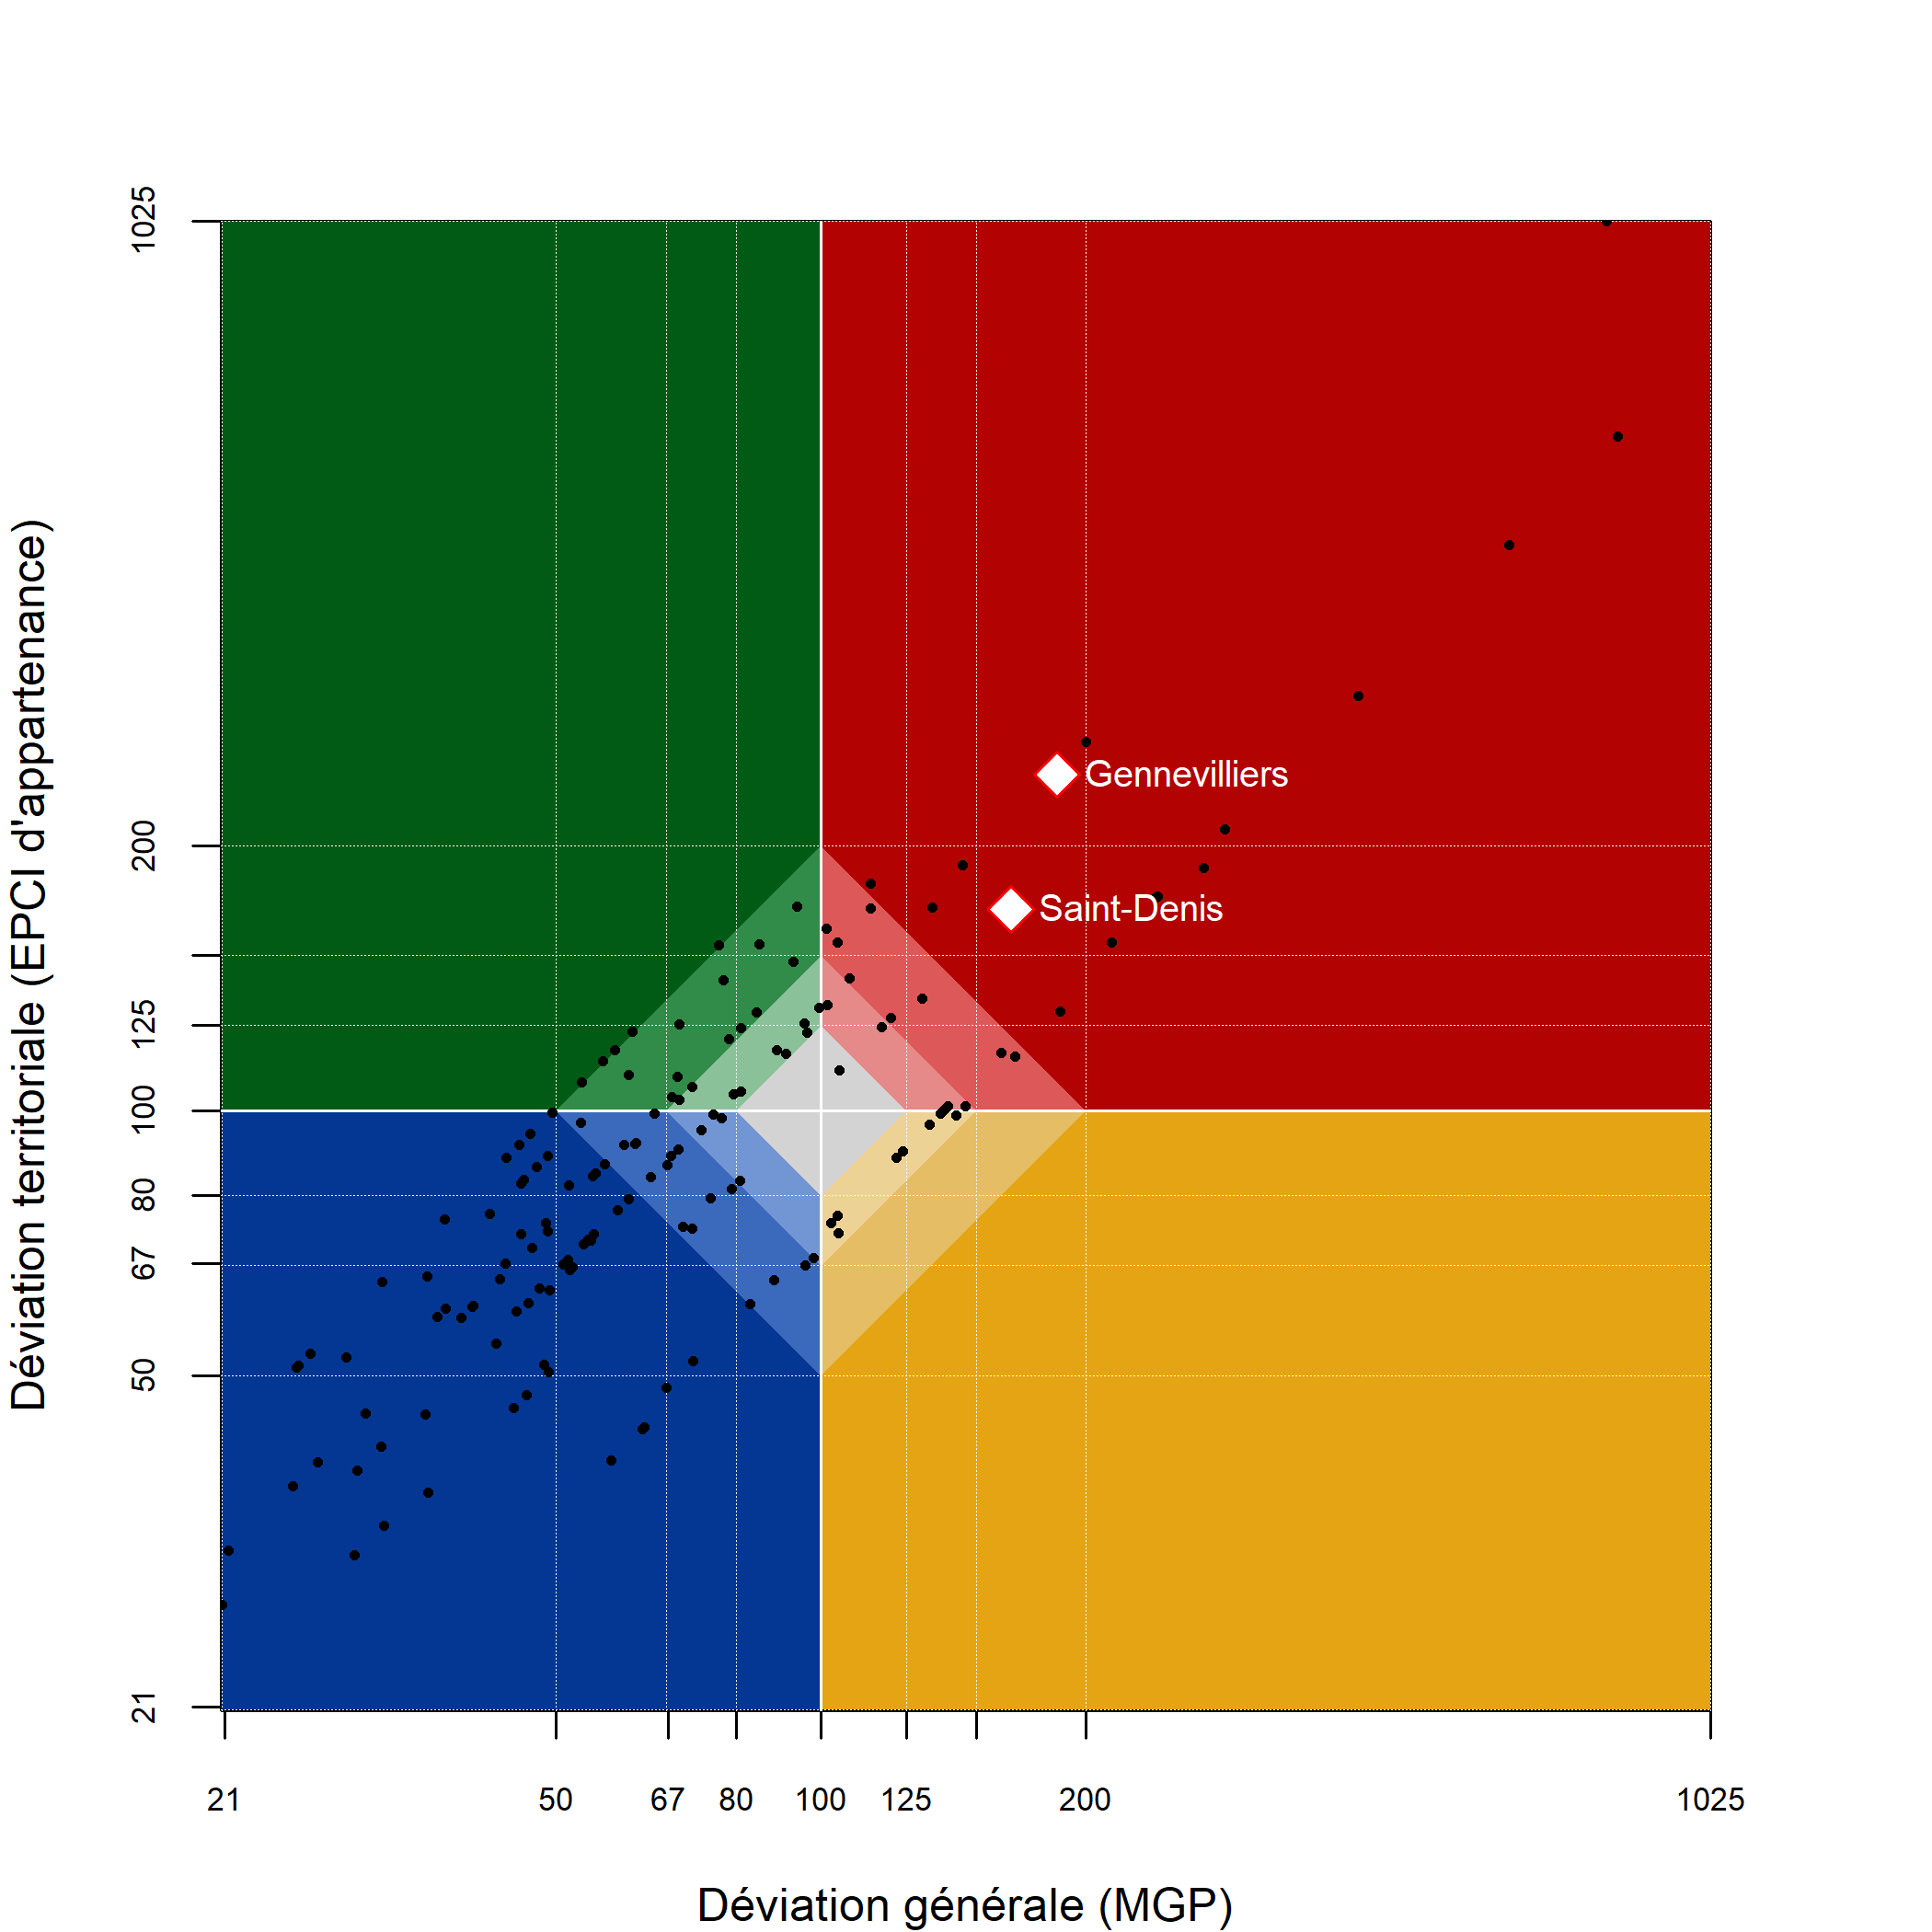 Déviation territoriale (EPCI d'appartenance)
1025
200
125
100
80
67
50
21
Gennevilliers
Saint-Denis
21 50 67 80 100 125 200 1025
Déviation générale (MGP)